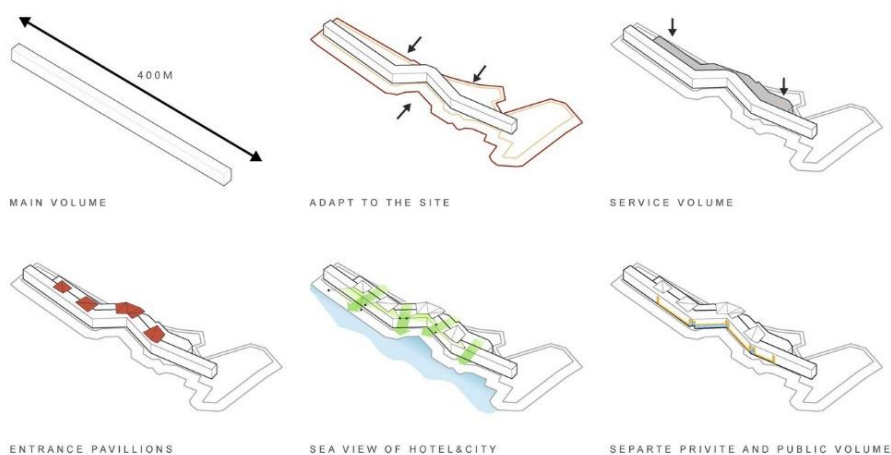 400M
MAIN VOLUME
ADAPT TO THE SITE
SERVICE VOLUME
ENTRANCE PAVILLIONS
SEA VIEW OF HOTEL&CITY
SEPARTE PRIVITE AND PUBLIC VOLUME